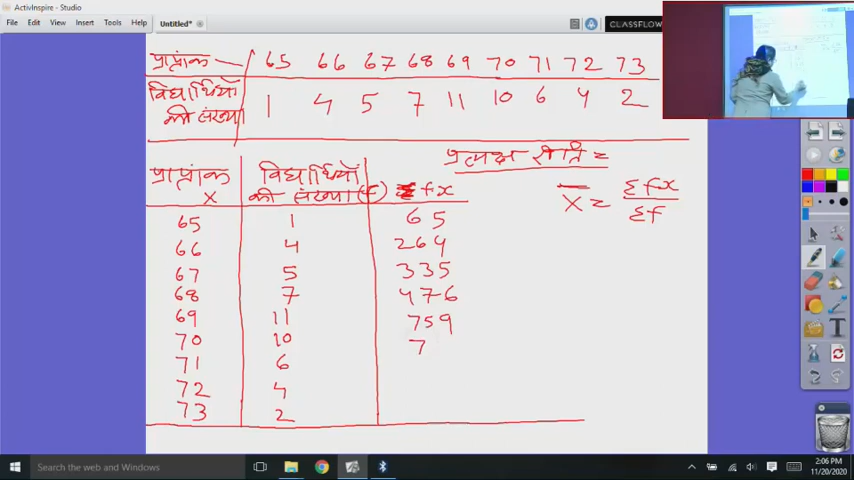 ActivInspire - Studio
File Edit View Insert Tools Help Untitled*
CLASSFLOW
प्राप्तांक — 65 66 67 68 69 70 71 72 73
विद्यार्थियों की संख्या 1 4 5 7 11 10 6 4 2
प्रत्यक्ष रीति =
X̄ = Σfx / Σf
प्राप्तांक X विद्यार्थियों की संख्या (f) fx
65 1 65
66 4 264
67 5 335
68 7 476
69 11 759
70 10 7
71 6
72 4
73 2
Search the web and Windows
2:06 PM
11/20/2020